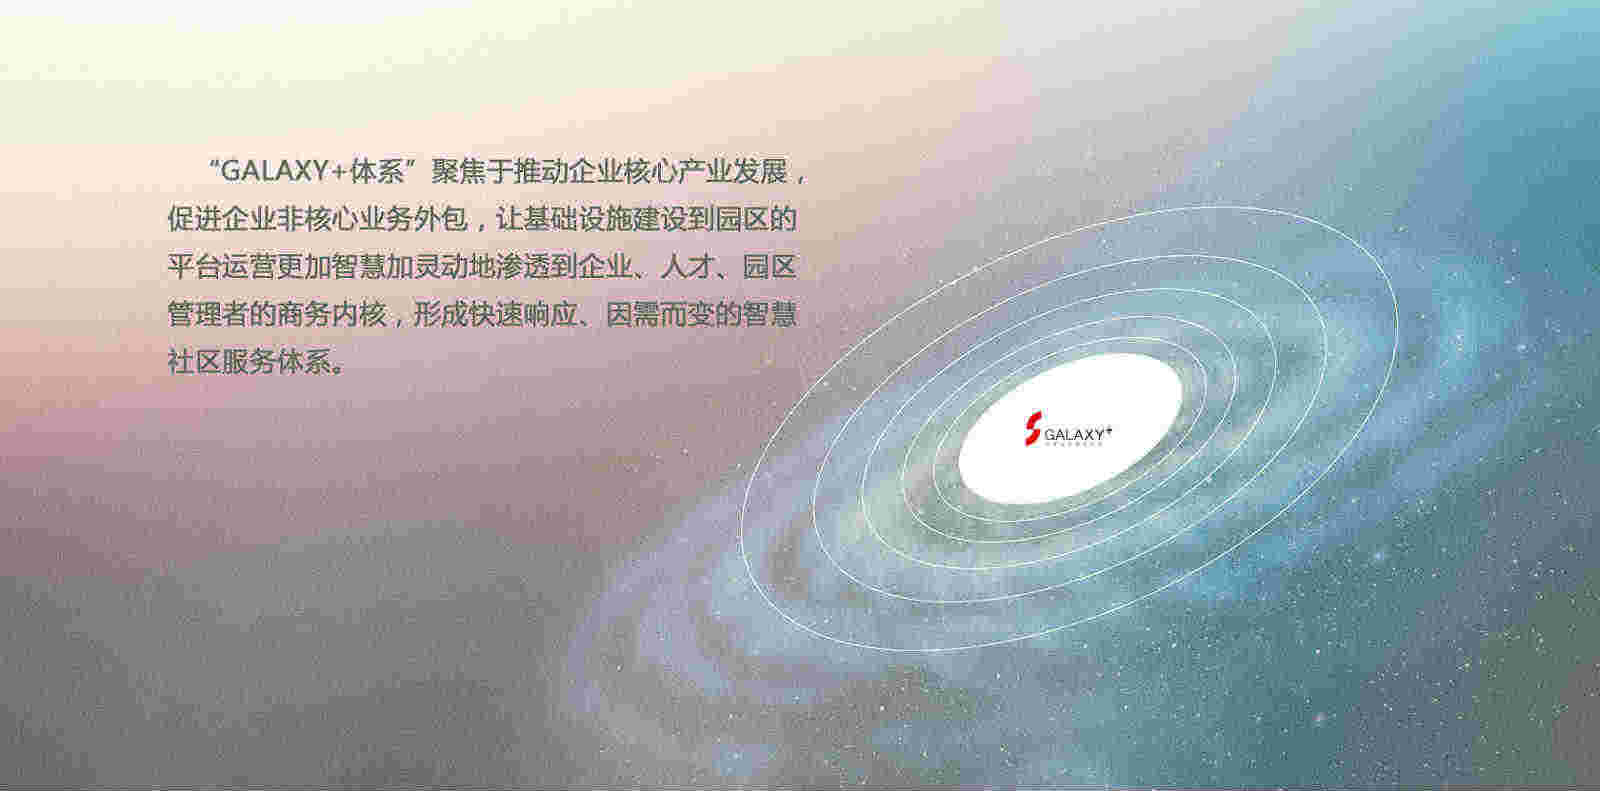 “GALAXY+体系”聚焦于推动企业核心产业发展，
促进企业非核心业务外包，让基础设施建设到园区的
平台运营更加智慧加灵动地渗透到企业、人才、园区
管理者的商务内核，形成快速响应、因需而变的智慧
社区服务体系。
GALAXY+